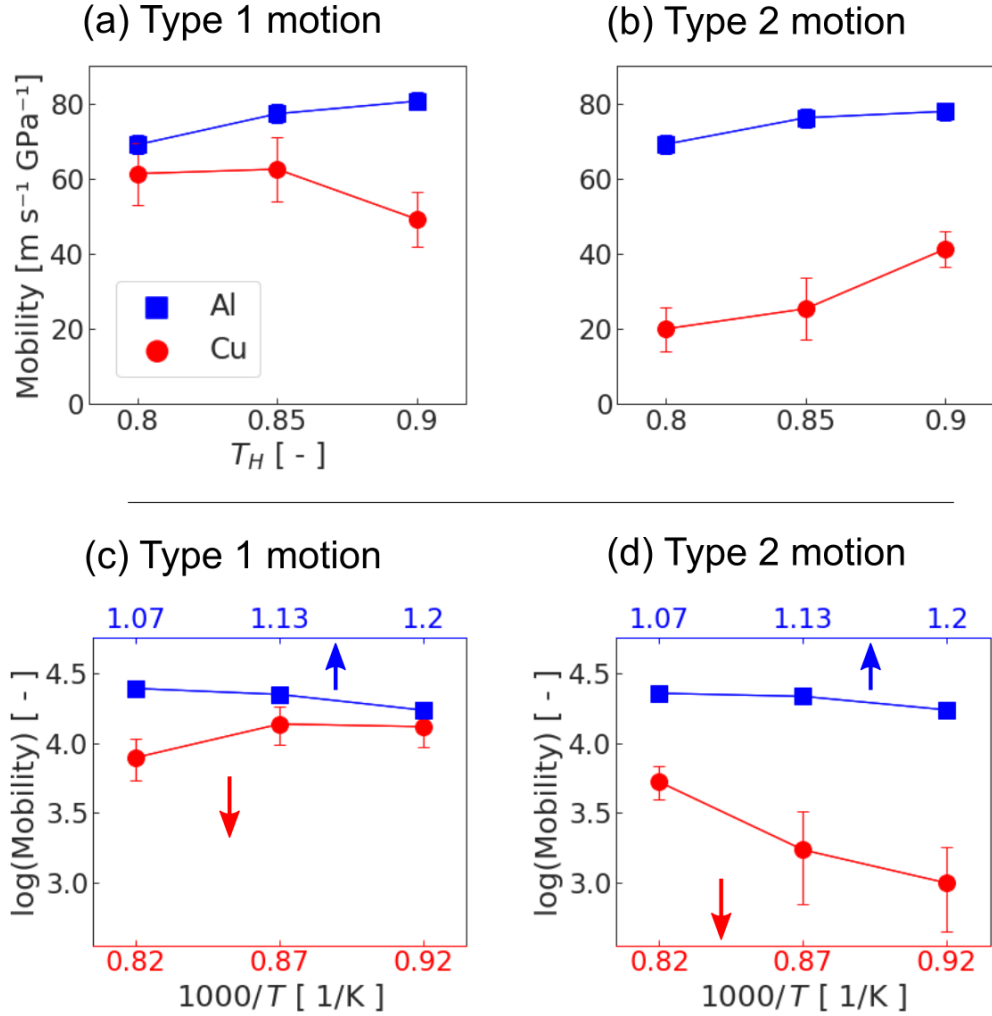 (a) Type 1 motion
(b) Type 2 motion
Mobility [m s⁻¹ GPa⁻¹]
80
60
40
20
0
Al
Cu
0.8 0.85 0.9
T_H [ - ]
80
60
40
20
0
0.8 0.85 0.9
(c) Type 1 motion
(d) Type 2 motion
1.07 1.13 1.2
log(Mobility) [ - ]
4.5
4.0
3.5
3.0
0.82 0.87 0.92
1000/T [ 1/K ]
1.07 1.13 1.2
log(Mobility) [ - ]
4.5
4.0
3.5
3.0
0.82 0.87 0.92
1000/T [ 1/K ]